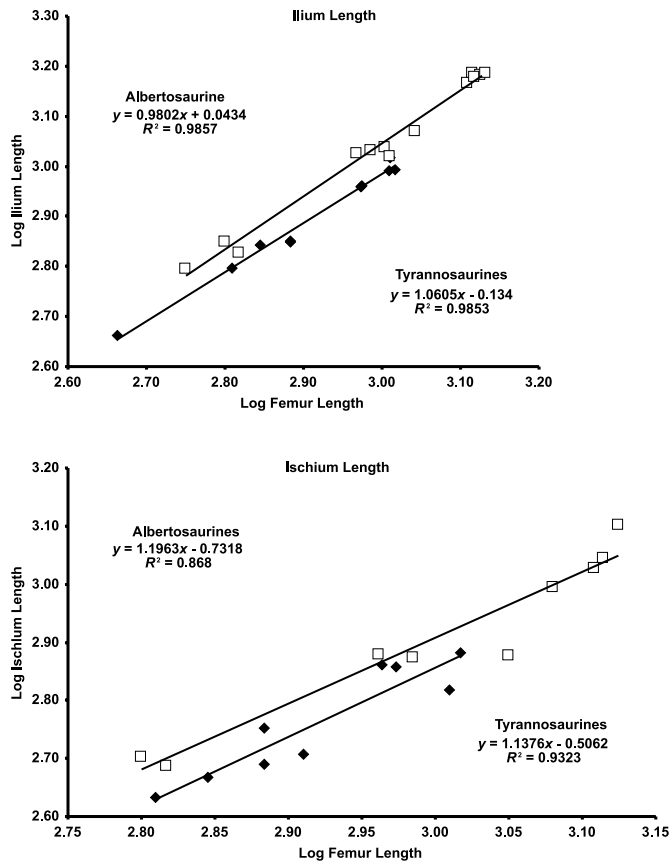 Ilium Length
3.30
3.20
3.10
3.00
2.90
2.80
2.70
2.60
Log Ilium Length
Albertosaurine
y = 0.9802x + 0.0434
R² = 0.9857
Tyrannosaurines
y = 1.0605x - 0.134
R² = 0.9853
2.60 2.70 2.80 2.90 3.00 3.10 3.20
Log Femur Length
Ischium Length
3.20
3.10
3.00
2.90
2.80
2.70
2.60
Log Ischium Length
Albertosaurines
y = 1.1963x - 0.7318
R² = 0.868
Tyrannosaurines
y = 1.1376x - 0.5062
R² = 0.9323
2.75 2.80 2.85 2.90 2.95 3.00 3.05 3.10 3.15
Log Femur Length